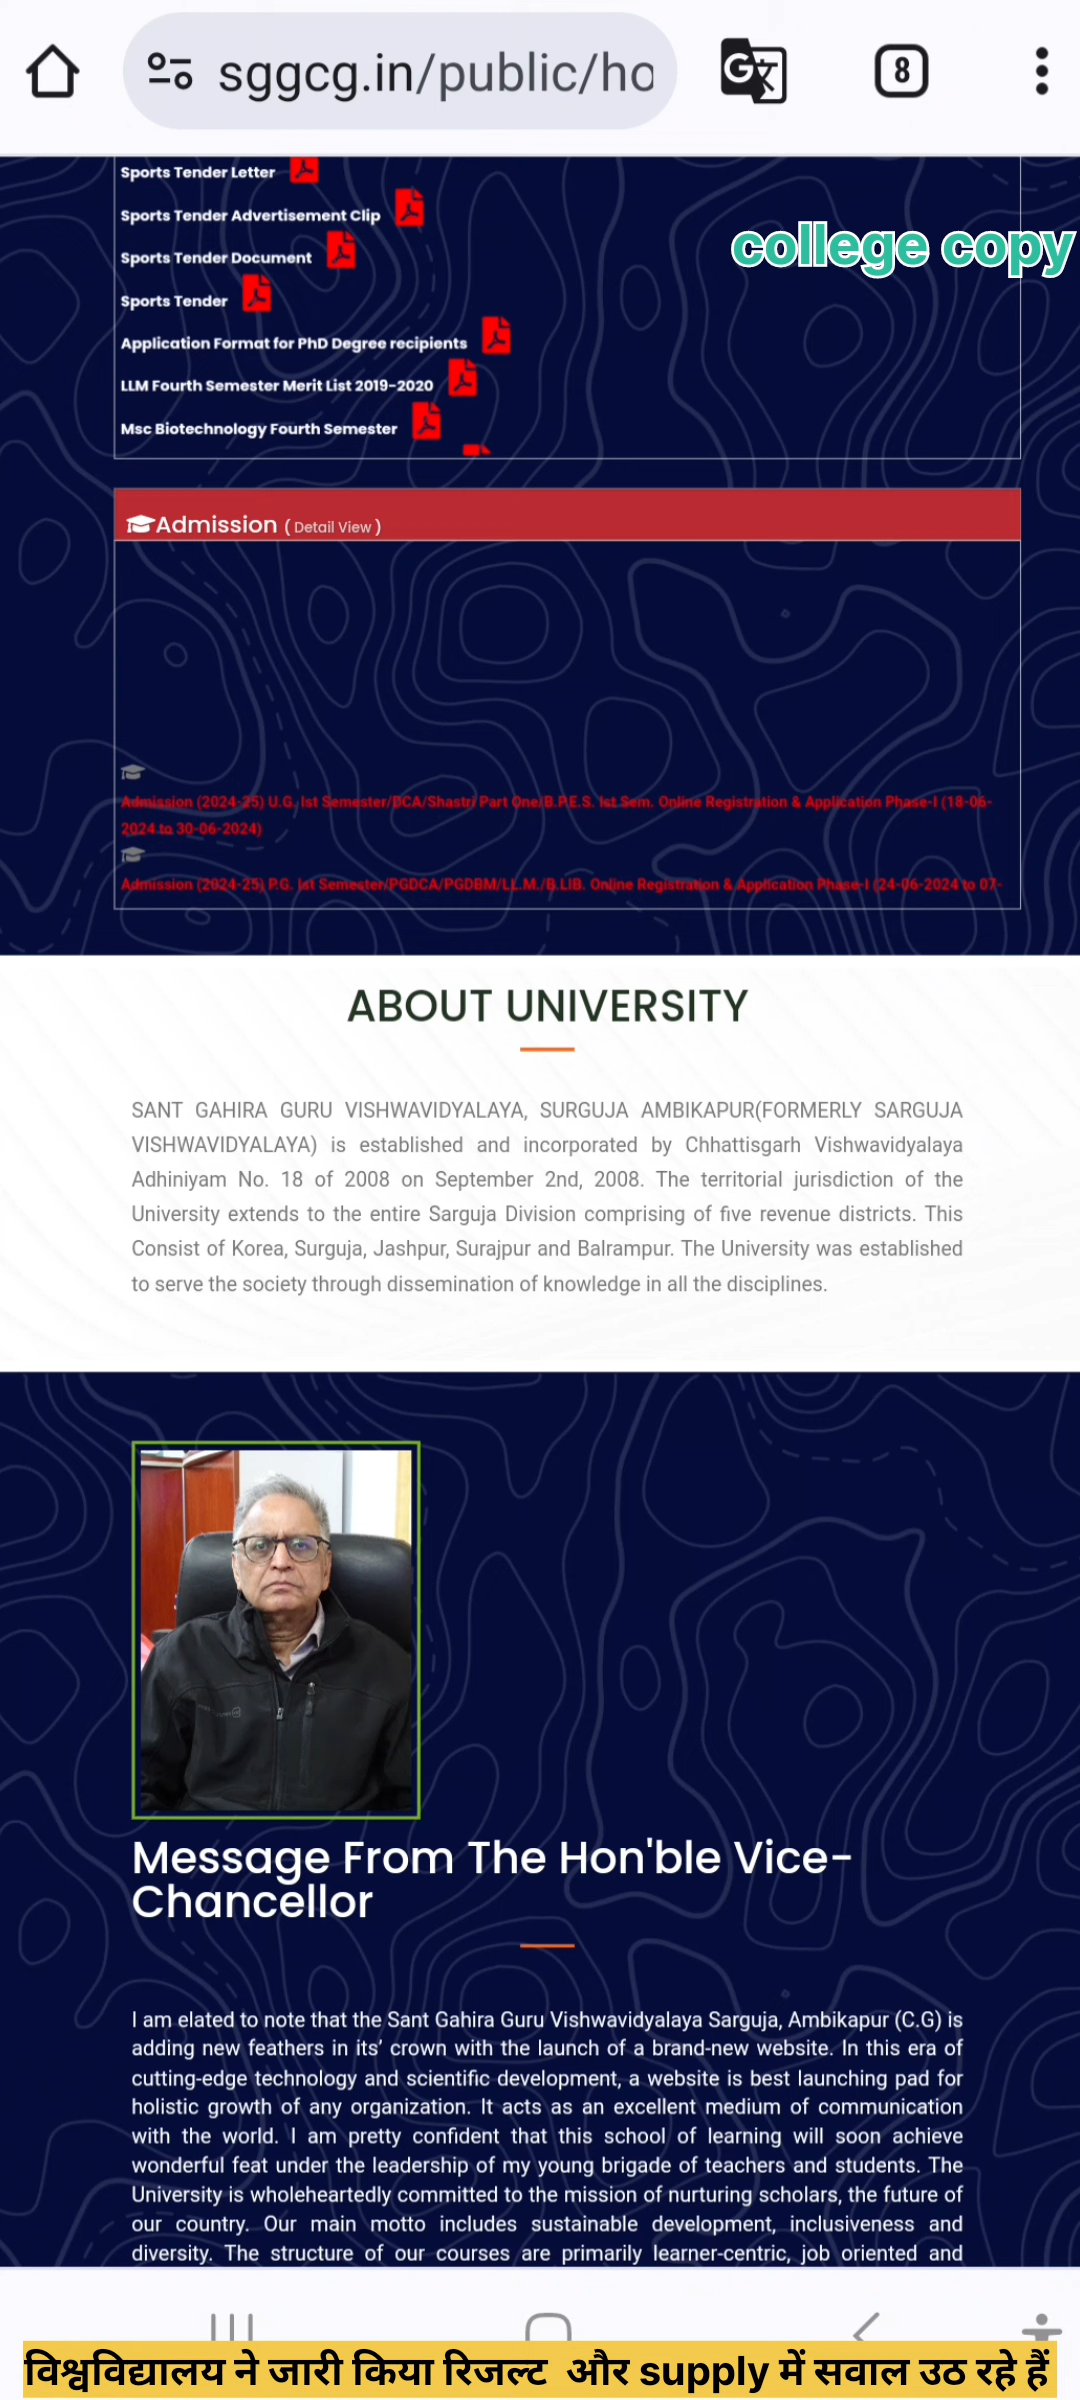 sggcg.in/public/ho
8
Sports Tender Letter
Sports Tender Advertisement Clip
college copy
Sports Tender Document
Sports Tender
Application Format for PhD Degree recipients
LLM Fourth Semester Merit List 2019-2020
Msc Biotechnology Fourth Semester
Admission ( Detail View )
Admission (2024-25) U.G. Ist Semester/DCA/Shastri Part One/B.P.E.S. Ist Sem. Online Registration & Application Phase-I (18-06-
2024 to 30-06-2024)
Admission (2024-25) P.G. Ist Semester/PGDCA/PGDBM/LL.M./B.LIB. Online Registration & Application Phase-I (24-06-2024 to 07-
ABOUT UNIVERSITY
SANT GAHIRA GURU VISHWAVIDYALAYA, SURGUJA AMBIKAPUR(FORMERLY SARGUJA
VISHWAVIDYALAYA) is established and incorporated by Chhattisgarh Vishwavidyalaya
Adhiniyam No. 18 of 2008 on September 2nd, 2008. The territorial jurisdiction of the
University extends to the entire Sarguja Division comprising of five revenue districts. This
Consist of Korea, Surguja, Jashpur, Surajpur and Balrampur. The University was established
to serve the society through dissemination of knowledge in all the disciplines.
Message From The Hon'ble Vice-
Chancellor
I am elated to note that the Sant Gahira Guru Vishwavidyalaya Sarguja, Ambikapur (C.G) is
adding new feathers in its’ crown with the launch of a brand-new website. In this era of
cutting-edge technology and scientific development, a website is best launching pad for
holistic growth of any organization. It acts as an excellent medium of communication
with the world. I am pretty confident that this school of learning will soon achieve
wonderful feat under the leadership of my young brigade of teachers and students. The
University is wholeheartedly committed to the mission of nurturing scholars, the future of
our country. Our main motto includes sustainable development, inclusiveness and
diversity. The structure of our courses are primarily learner-centric, job oriented and
विश्वविद्यालय ने जारी किया रिजल्ट और supply में सवाल उठ रहे हैं